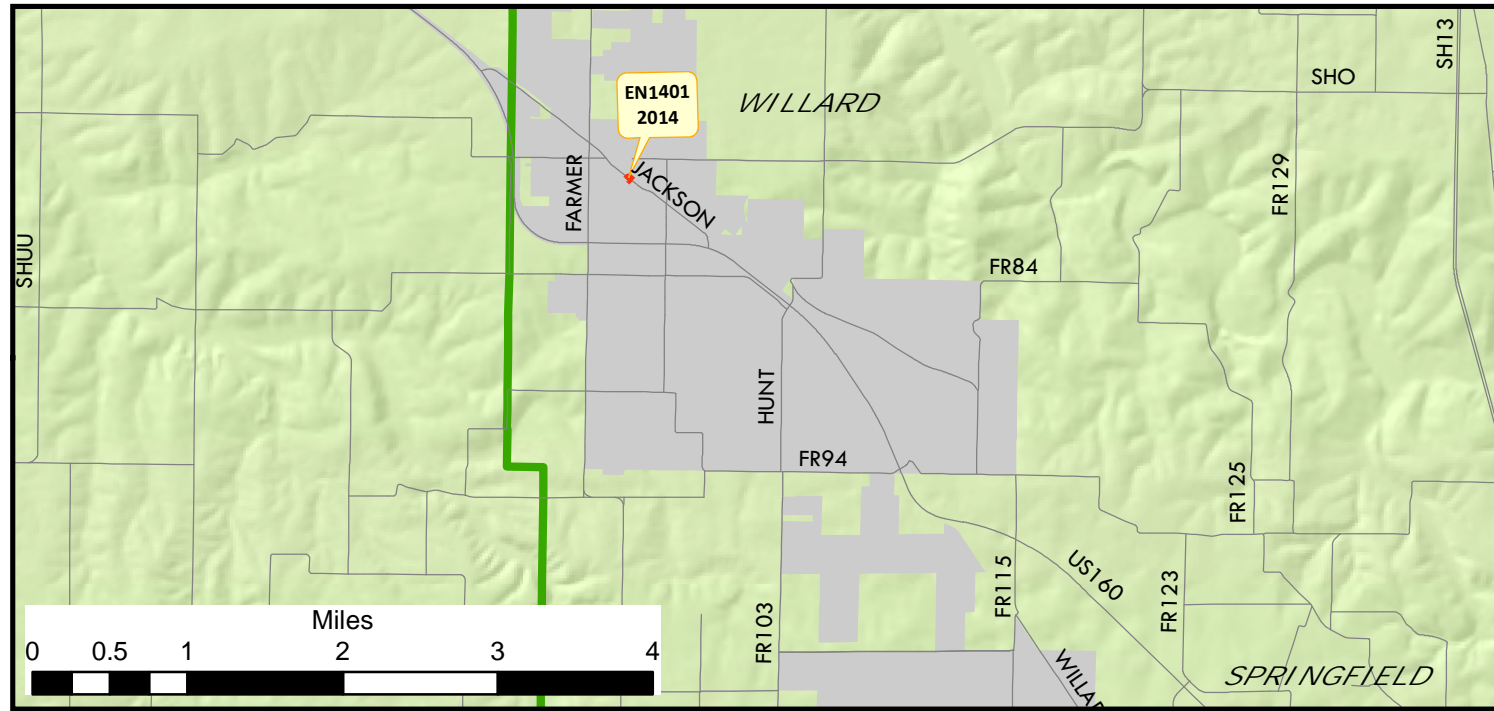 SH13
SHO
EN1401
2014
WILLARD
FARMER
JACKSON
FR129
SHUU
FR84
HUNT
FR94
FR125
FR115
US160
FR123
FR103
Miles
0 0.5 1 2 3 4
SPRINGFIELD